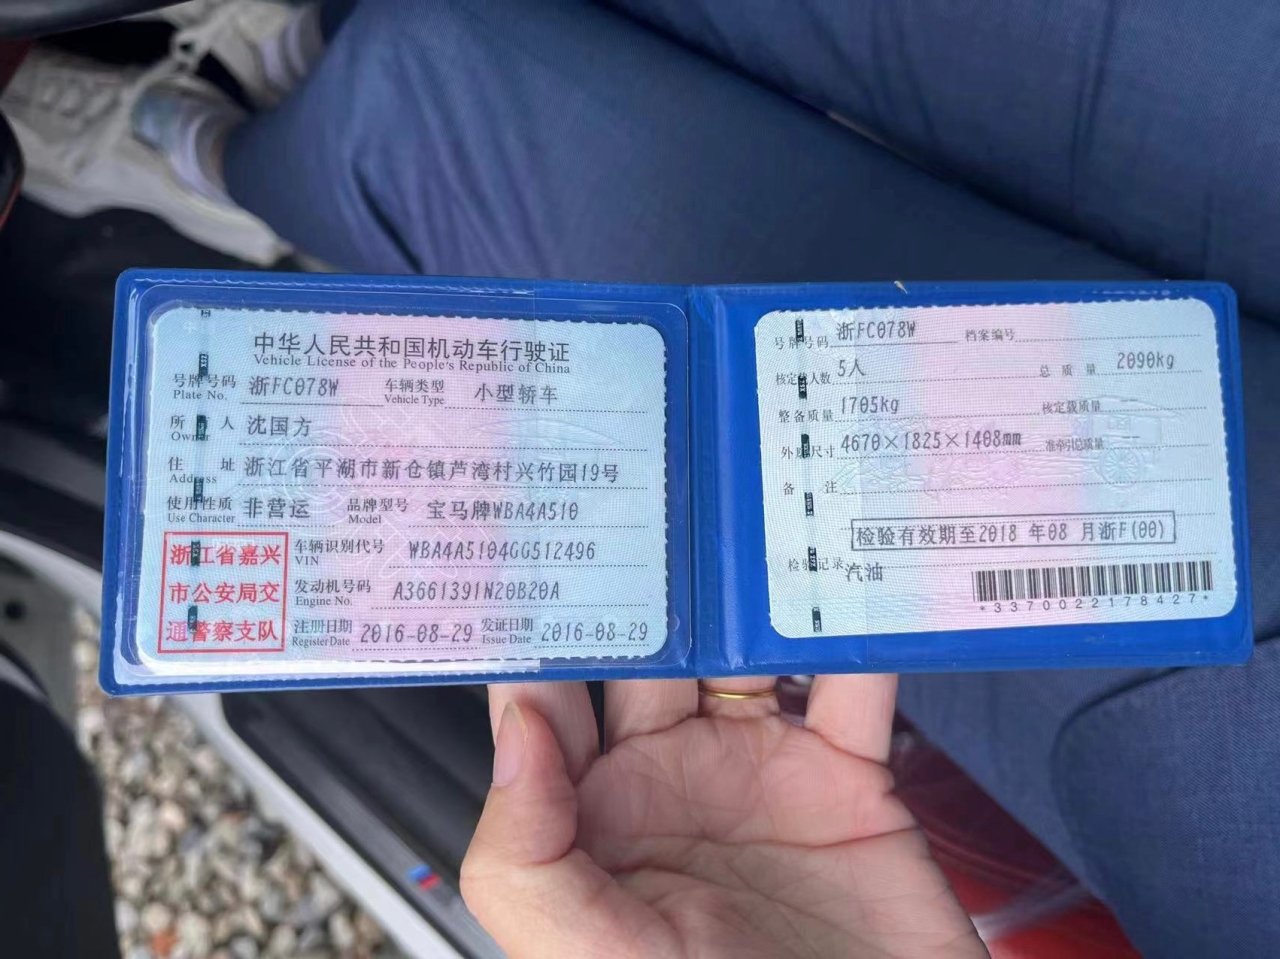 中华人民共和国机动车行驶证
Vehicle License of the People's Republic of China
号牌号码 浙FC078W 车辆类型 小型轿车
Plate No. Vehicle Type
所有人 沈国方
Owner
住址 浙江省平湖市新仓镇芦湾村兴竹园19号
Address
使用性质 非营运 品牌型号 宝马牌WBA4A510
Use Character Model
浙江省嘉兴
市公安局交
通警察支队
车辆识别代号 WBA4A5104GG512496
VIN
发动机号码 A3661391N20B20A
Engine No.
注册日期 2016-08-29 发证日期 2016-08-29
Register Date Issue Date
号牌号码 浙FC078W 档案编号
核定载人数 5人 总质量 2090kg
整备质量 1705kg 核定载质量 --
外廓尺寸 4670×1825×1408mm 准牵引总质量 --
备注
检验有效期至2018 年08 月浙F(00)
检验记录 汽油
*3370022178427*